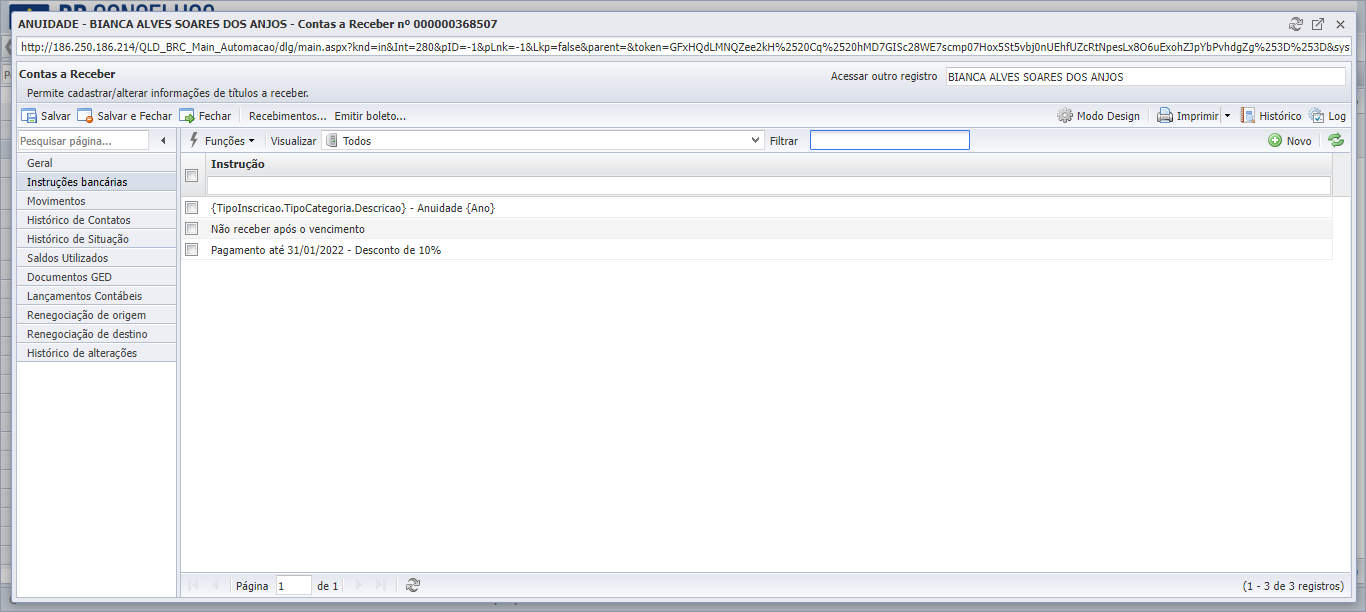 ANUIDADE - BIANCA ALVES SOARES DOS ANJOS - Contas a Receber nº 000000368507
http://186.250.186.214/QLD_BRC_Main_Automacao/dlg/main.aspx?knd=in&Int=280&pID=-1&pLnk=-1&Lkp=false&parent=&token=GFxHQdLMNQZee2kH%2520Cq%2520hMD7GISc28WE7scmp07Hox5St5vbj0nUEhfUZcRtNpesLx8O6uExohZJpYbPvhdgZg%253D%253D&sys
Contas a Receber
Acessar outro registro BIANCA ALVES SOARES DOS ANJOS
Permite cadastrar/alterar informações de títulos a receber.
Salvar Salvar e Fechar Fechar Recebimentos... Emitir boleto... Modo Design Imprimir Histórico Log
Pesquisar página... Funções Visualizar Todos Filtrar Novo
Geral
Instruções bancárias
Movimentos
Histórico de Contatos
Histórico de Situação
Saldos Utilizados
Documentos GED
Lançamentos Contábeis
Renegociação de origem
Renegociação de destino
Histórico de alterações
Instrução
{TipoInscricao.TipoCategoria.Descricao} - Anuidade {Ano}
Não receber após o vencimento
Pagamento até 31/01/2022 - Desconto de 10%
Página 1 de 1 (1 - 3 de 3 registros)